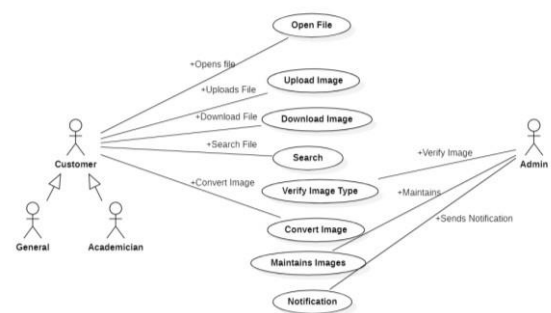 Open File
+Opens file
Upload Image
+Uploads File
+Download File
Download Image
+Search File
Search
+Verify Image
Customer
Admin
+Convert Image
Verify Image Type
+Maintains
+Sends Notification
Convert Image
General
Academician
Maintains Images
Notification